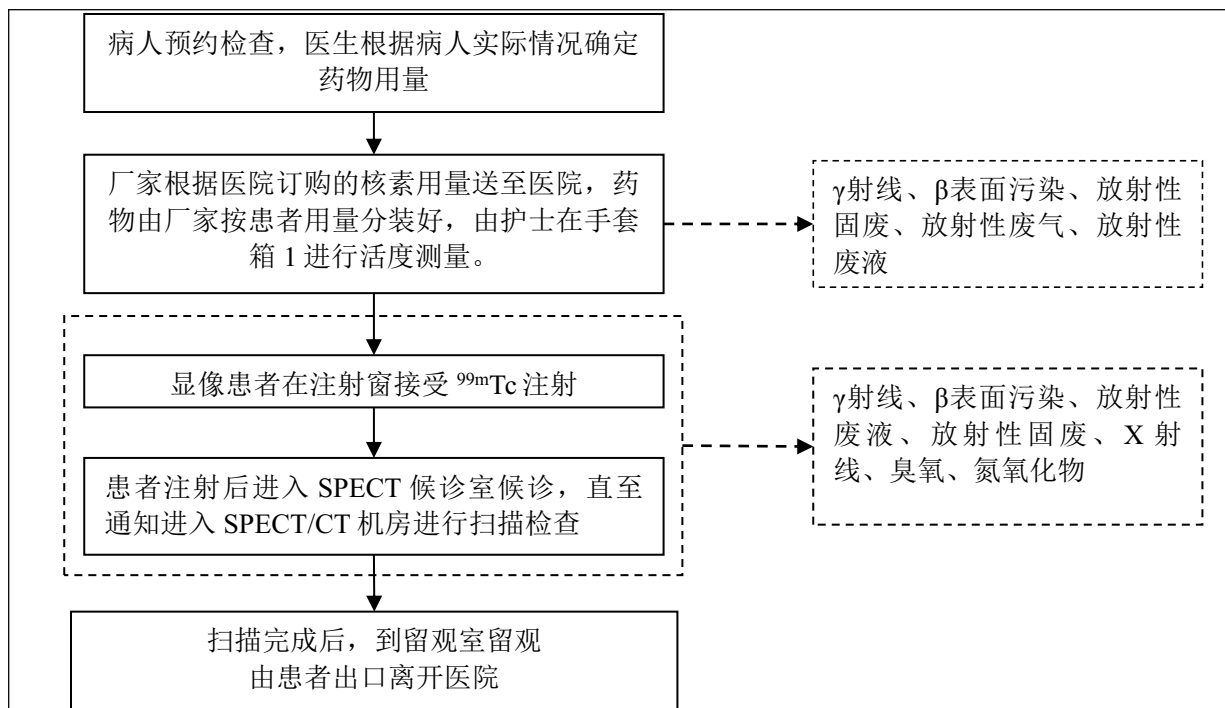 病人预约检查，医生根据病人实际情况确定
药物用量
厂家根据医院订购的核素用量送至医院，药
物由厂家按患者用量分装好，由护士在手套
箱 1 进行活度测量。
γ射线、β表面污染、放射性
固废、放射性废气、放射性
废液
显像患者在注射窗接受 ⁹⁹ᵐTc 注射
患者注射后进入 SPECT 候诊室候诊，直至
通知进入 SPECT/CT 机房进行扫描检查
γ射线、β表面污染、放射性
废液、放射性固废、X 射
线、臭氧、氮氧化物
扫描完成后，到留观室留观
由患者出口离开医院